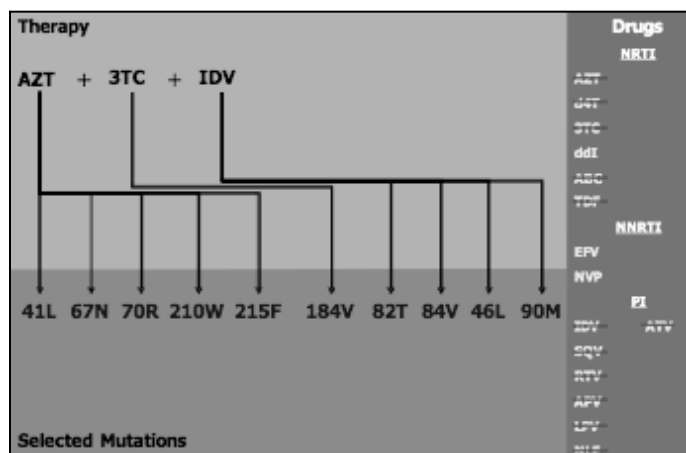 Therapy
AZT + 3TC + IDV
41L 67N 70R 210W 215F 184V 82T 84V 46L 90M
Selected Mutations
Drugs
NRTI
AZT
d4T
3TC
ddI
ABC
TDF
NNRTI
EFV
NVP
PI
IDV ATV
SQV
RTV
APV
LPV